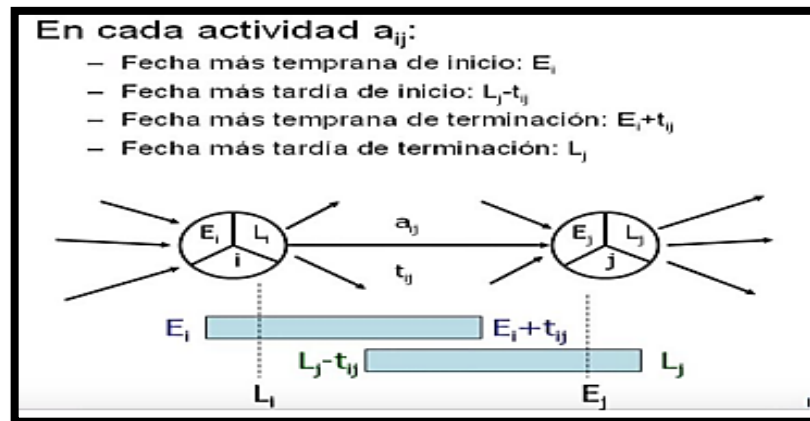 En cada actividad aᵢⱼ:
– Fecha más temprana de inicio: Eᵢ
– Fecha más tardía de inicio: Lⱼ-tᵢⱼ
– Fecha más temprana de terminación: Eᵢ+tᵢⱼ
– Fecha más tardía de terminación: Lⱼ
Eᵢ Lᵢ aᵢⱼ Eⱼ Lⱼ
i tᵢⱼ j
Eᵢ Eᵢ+tᵢⱼ
Lⱼ-tᵢⱼ Lⱼ
Lᵢ Eⱼ